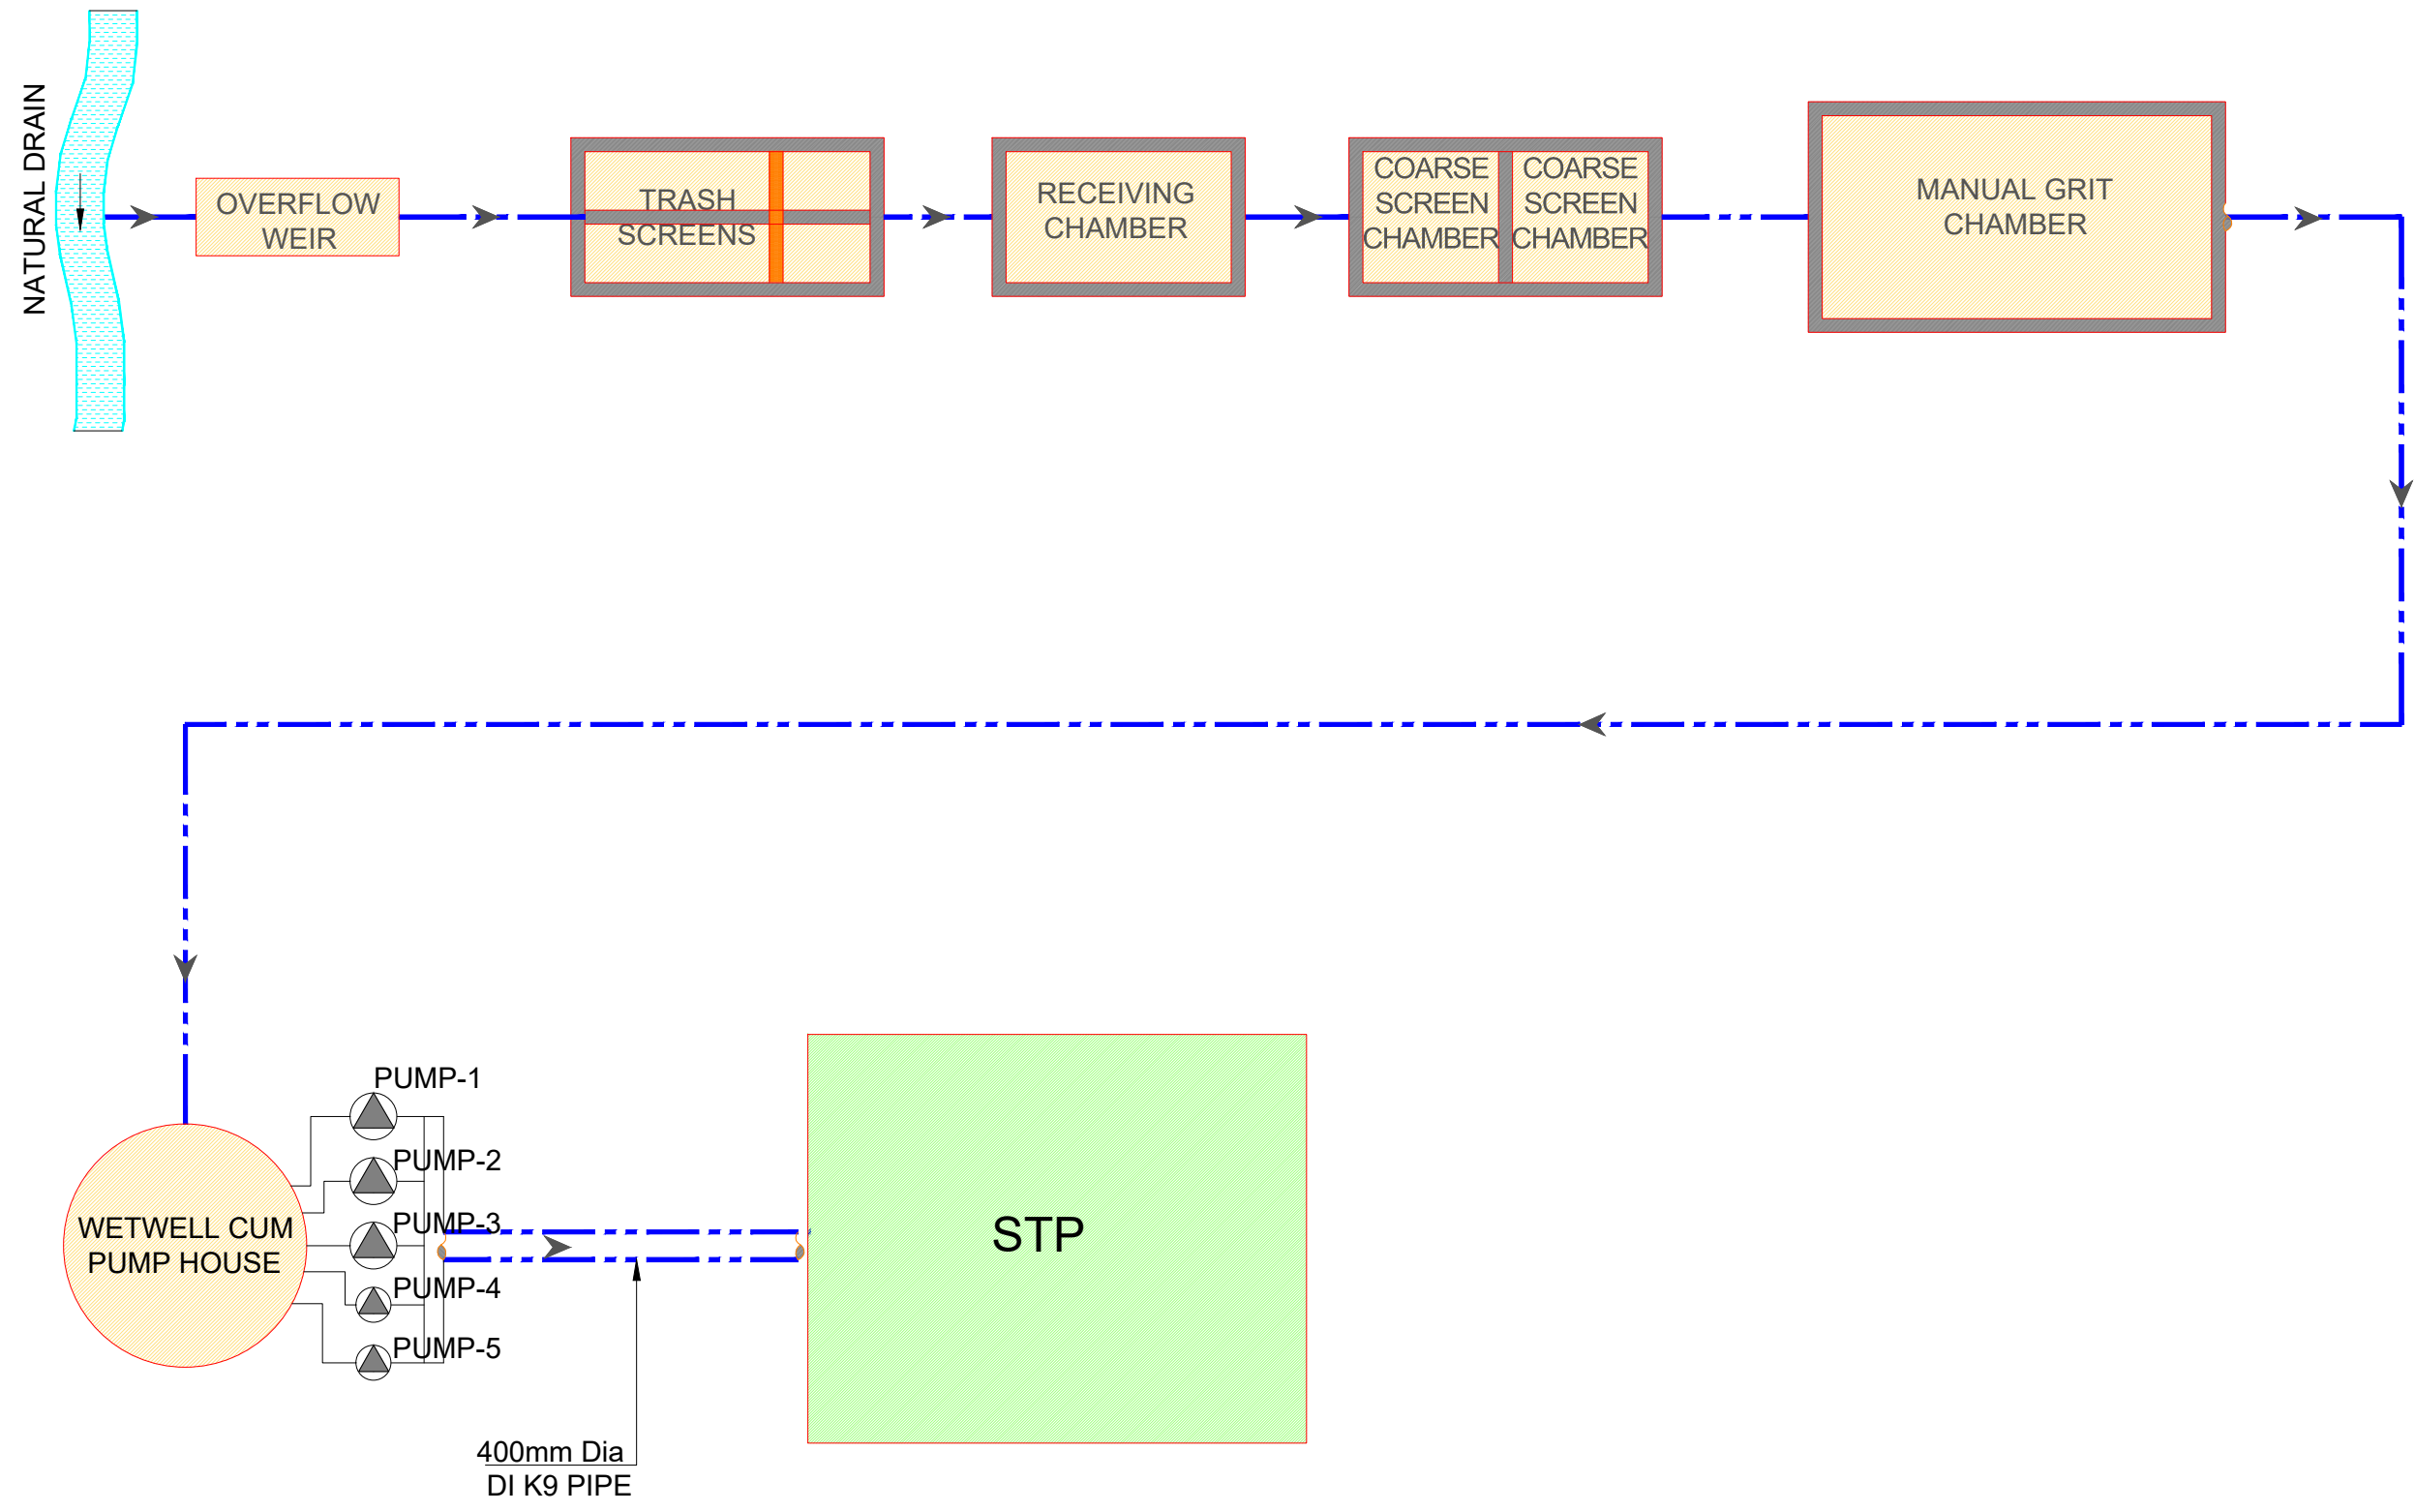 NATURAL DRAIN
OVERFLOW
WEIR
TRASH
SCREENS
RECEIVING
CHAMBER
COARSE
SCREEN
CHAMBER
COARSE
SCREEN
CHAMBER
MANUAL GRIT
CHAMBER
WETWELL CUM
PUMP HOUSE
PUMP-1
PUMP-2
PUMP-3
PUMP-4
PUMP-5
STP
400mm Dia
DI K9 PIPE